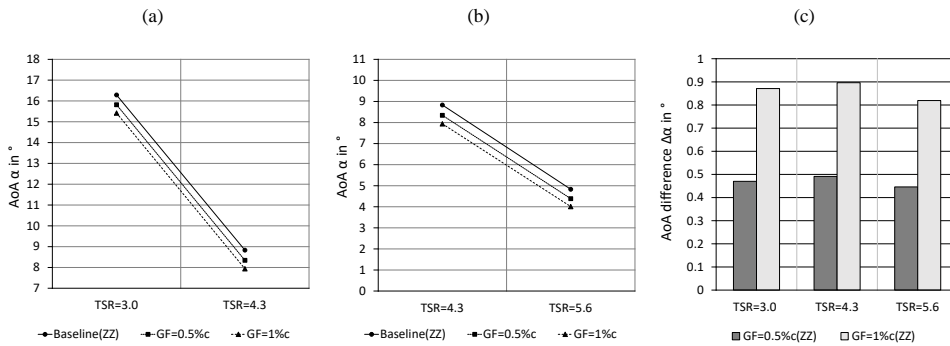 (a)
AoA α in °
18
17
16
15
14
13
12
11
10
9
8
7
TSR=3.0 TSR=4.3
Baseline(ZZ) GF=0.5%c GF=1%c
(b)
AoA α in °
11
10
9
8
7
6
5
4
3
2
1
0
TSR=4.3 TSR=5.6
Baseline(ZZ) GF=0.5%c GF=1%c
(c)
AoA difference Δα in °
1
0.9
0.8
0.7
0.6
0.5
0.4
0.3
0.2
0.1
0
TSR=3.0 TSR=4.3 TSR=5.6
GF=0.5%c(ZZ) GF=1%c(ZZ)